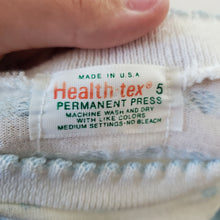 MADE IN U.S.A
Health-tex® 5
PERMANENT PRESS
MACHINE WASH AND DRY
WITH LIKE COLORS
MEDIUM SETTINGS-NO BLEACH